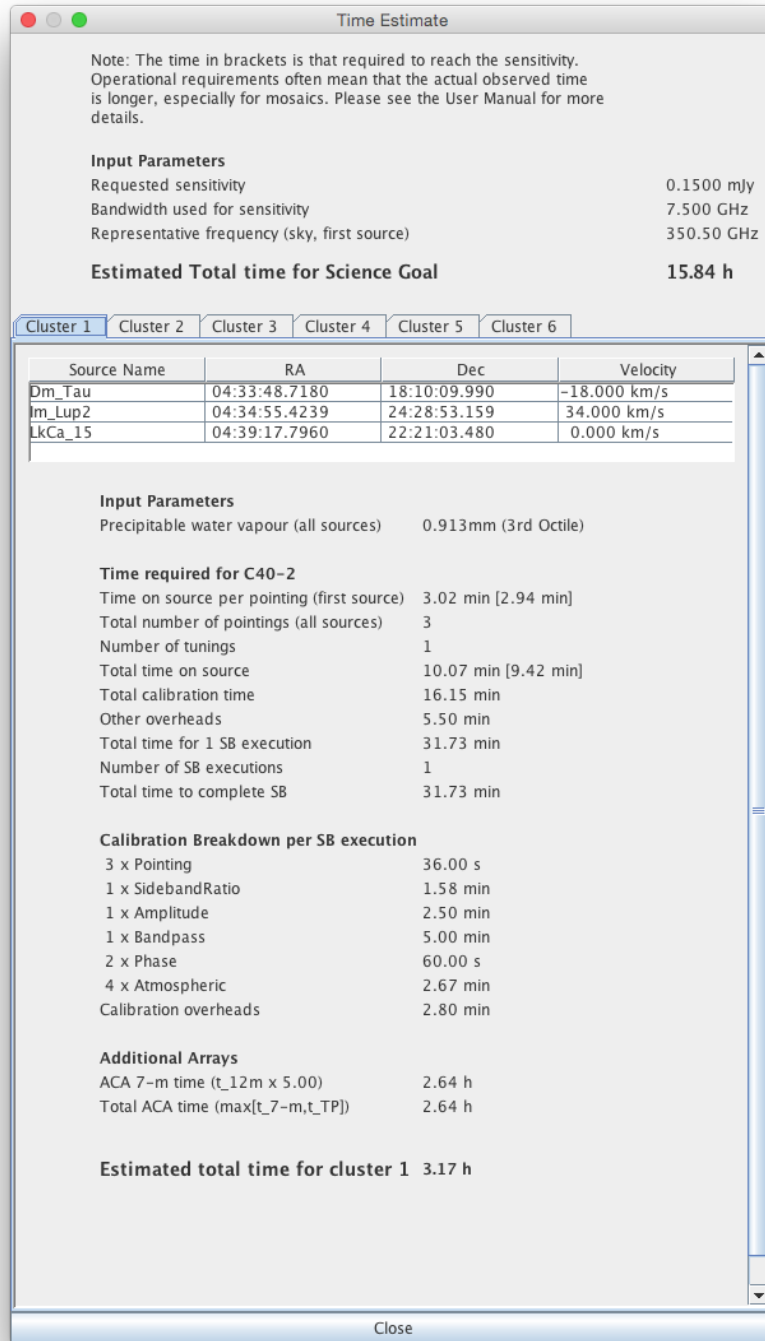 Time Estimate
Note: The time in brackets is that required to reach the sensitivity.
Operational requirements often mean that the actual observed time
is longer, especially for mosaics. Please see the User Manual for more
details.
Input Parameters
Requested sensitivity 0.1500 mJy
Bandwidth used for sensitivity 7.500 GHz
Representative frequency (sky, first source) 350.50 GHz
Estimated Total time for Science Goal 15.84 h
Cluster 1 Cluster 2 Cluster 3 Cluster 4 Cluster 5 Cluster 6
Source Name RA Dec Velocity
Dm_Tau 04:33:48.7180 18:10:09.990 -18.000 km/s
Im_Lup2 04:34:55.4239 24:28:53.159 34.000 km/s
LkCa_15 04:39:17.7960 22:21:03.480 0.000 km/s
Input Parameters
Precipitable water vapour (all sources) 0.913mm (3rd Octile)
Time required for C40-2
Time on source per pointing (first source) 3.02 min [2.94 min]
Total number of pointings (all sources) 3
Number of tunings 1
Total time on source 10.07 min [9.42 min]
Total calibration time 16.15 min
Other overheads 5.50 min
Total time for 1 SB execution 31.73 min
Number of SB executions 1
Total time to complete SB 31.73 min
Calibration Breakdown per SB execution
3 x Pointing 36.00 s
1 x SidebandRatio 1.58 min
1 x Amplitude 2.50 min
1 x Bandpass 5.00 min
2 x Phase 60.00 s
4 x Atmospheric 2.67 min
Calibration overheads 2.80 min
Additional Arrays
ACA 7-m time (t_12m x 5.00) 2.64 h
Total ACA time (max[t_7-m,t_TP]) 2.64 h
Estimated total time for cluster 1 3.17 h
Close